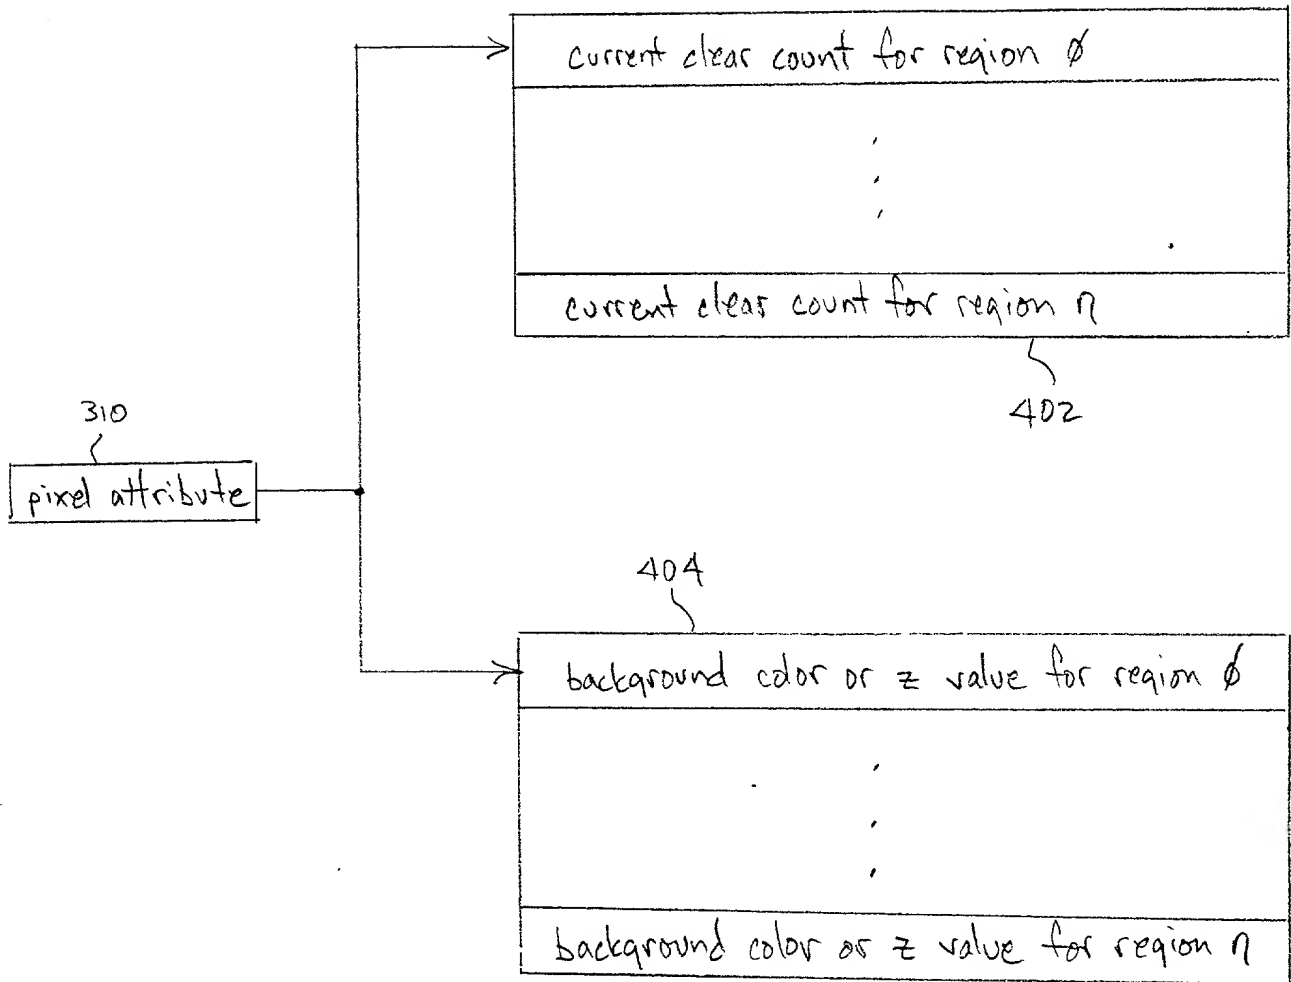 current clear count for region ø
current clear count for region n
402
310
pixel attribute
404
background color or z value for region ø
background color or z value for region n